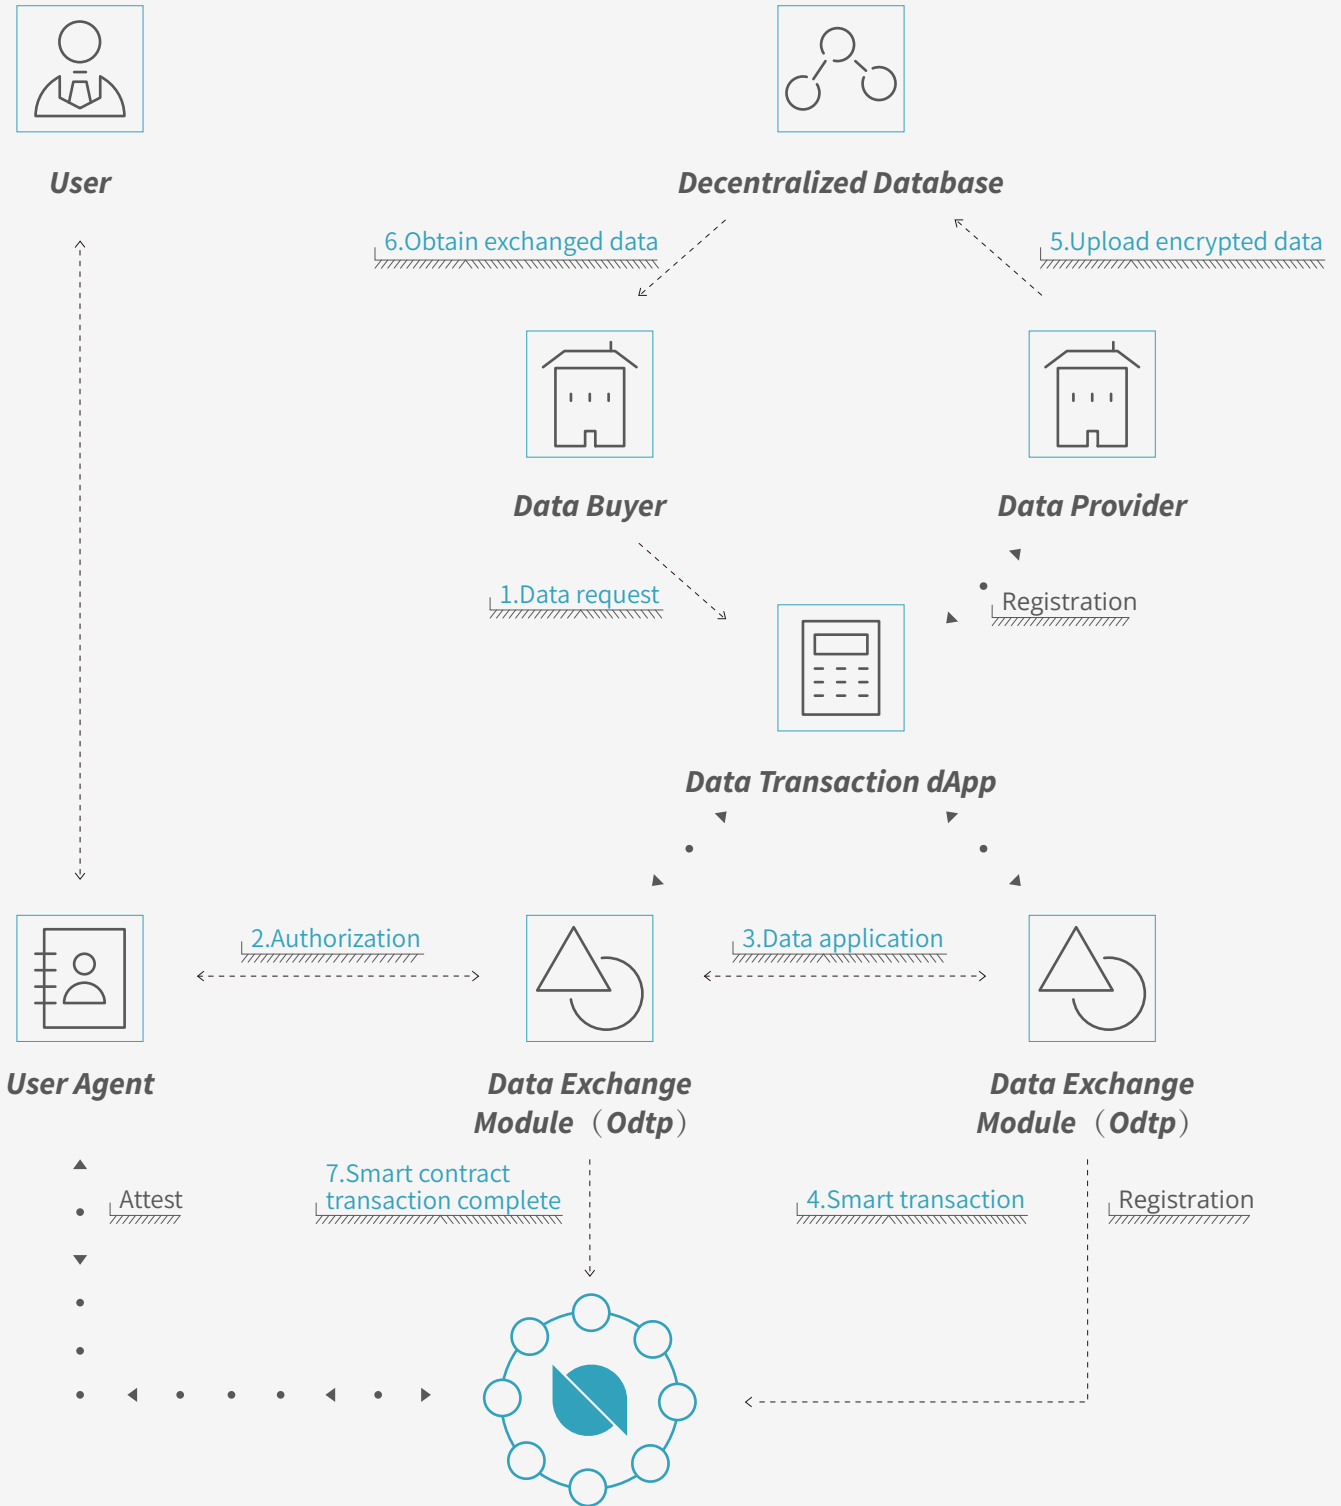 User
Decentralized Database
6.Obtain exchanged data
5.Upload encrypted data
Data Buyer
Data Provider
1.Data request
Registration
Data Transaction dApp
2.Authorization
3.Data application
User Agent
Data Exchange
Module（Odtp）
Data Exchange
Module（Odtp）
Attest
7.Smart contract
transaction complete
4.Smart transaction
Registration